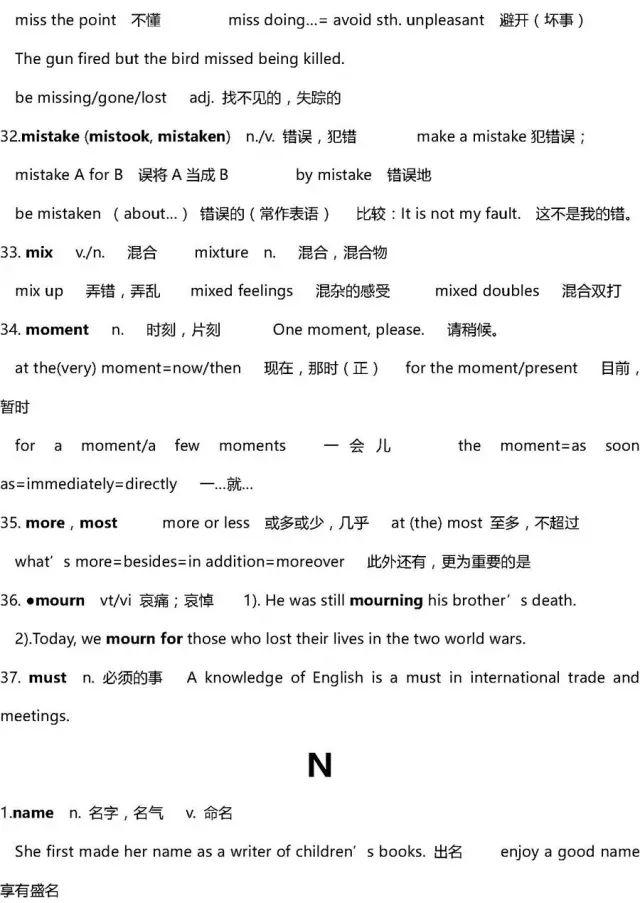 miss the point 不懂 miss doing...= avoid sth. unpleasant 避开（坏事）
The gun fired but the bird missed being killed.
be missing/gone/lost adj. 找不见的，失踪的
32.mistake (mistook, mistaken) n./v. 错误，犯错 make a mistake 犯错误；
mistake A for B 误将 A 当成 B by mistake 错误地
be mistaken （about...）错误的（常作表语） 比较：It is not my fault. 这不是我的错。
33. mix v./n. 混合 mixture n. 混合，混合物
mix up 弄错，弄乱 mixed feelings 混杂的感受 mixed doubles 混合双打
34. moment n. 时刻，片刻 One moment, please. 请稍候。
at the(very) moment=now/then 现在，那时（正） for the moment/present 目前，
暂时
for a moment/a few moments 一会儿 the moment=as soon
as=immediately=directly 一…就…
35. more，most more or less 或多或少，几乎 at (the) most 至多，不超过
what's more=besides=in addition=moreover 此外还有，更为重要的是
36. ●mourn vt/vi 哀痛；哀悼 1). He was still mourning his brother's death.
2).Today, we mourn for those who lost their lives in the two world wars.
37. must n. 必须的事 A knowledge of English is a must in international trade and
meetings.
N
1.name n. 名字，名气 v. 命名
She first made her name as a writer of children's books. 出名 enjoy a good name
享有盛名